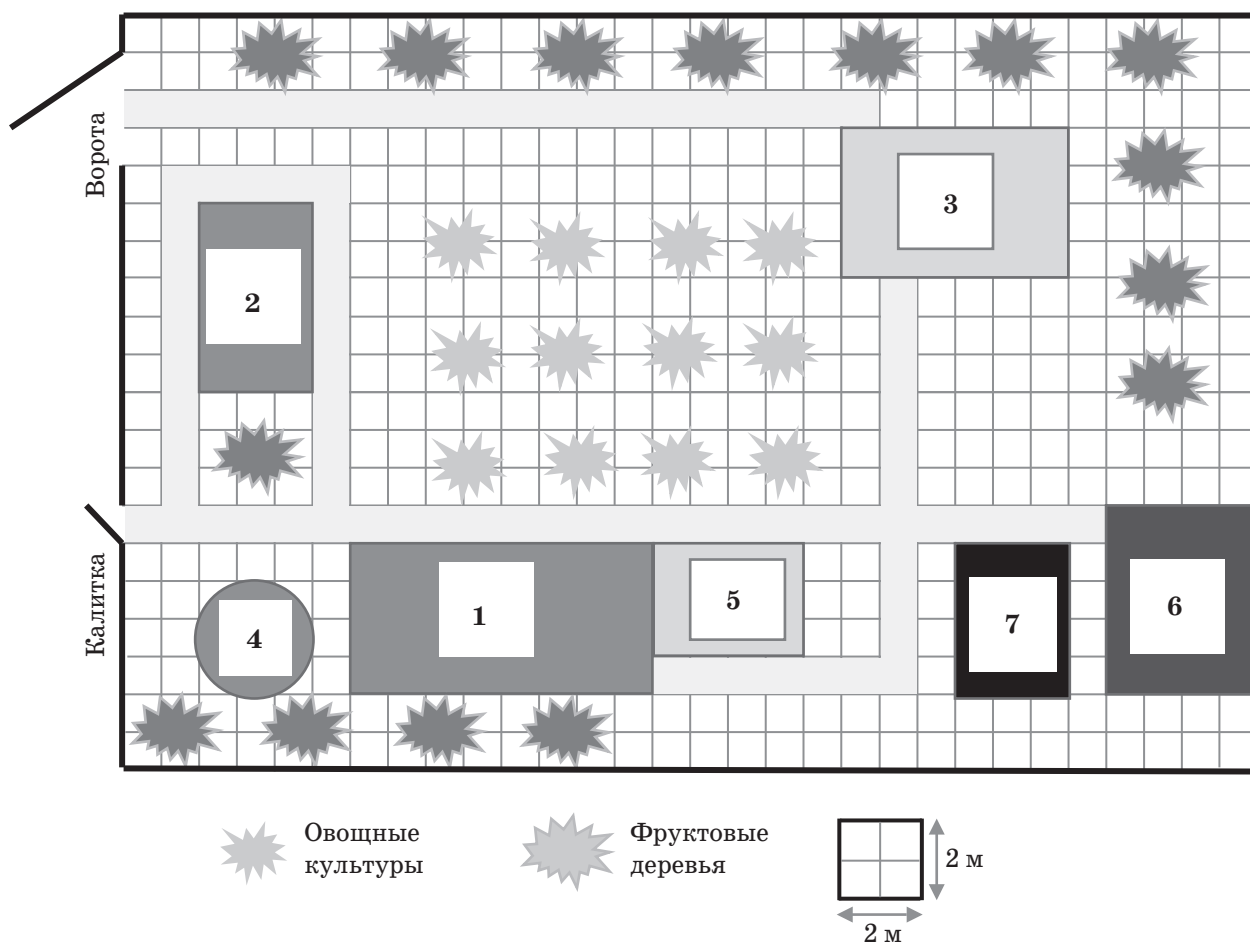 Ворота
3
2
Калитка
4
1
5
7
6
Овощные
культуры
Фруктовые
деревья
2 м
2 м